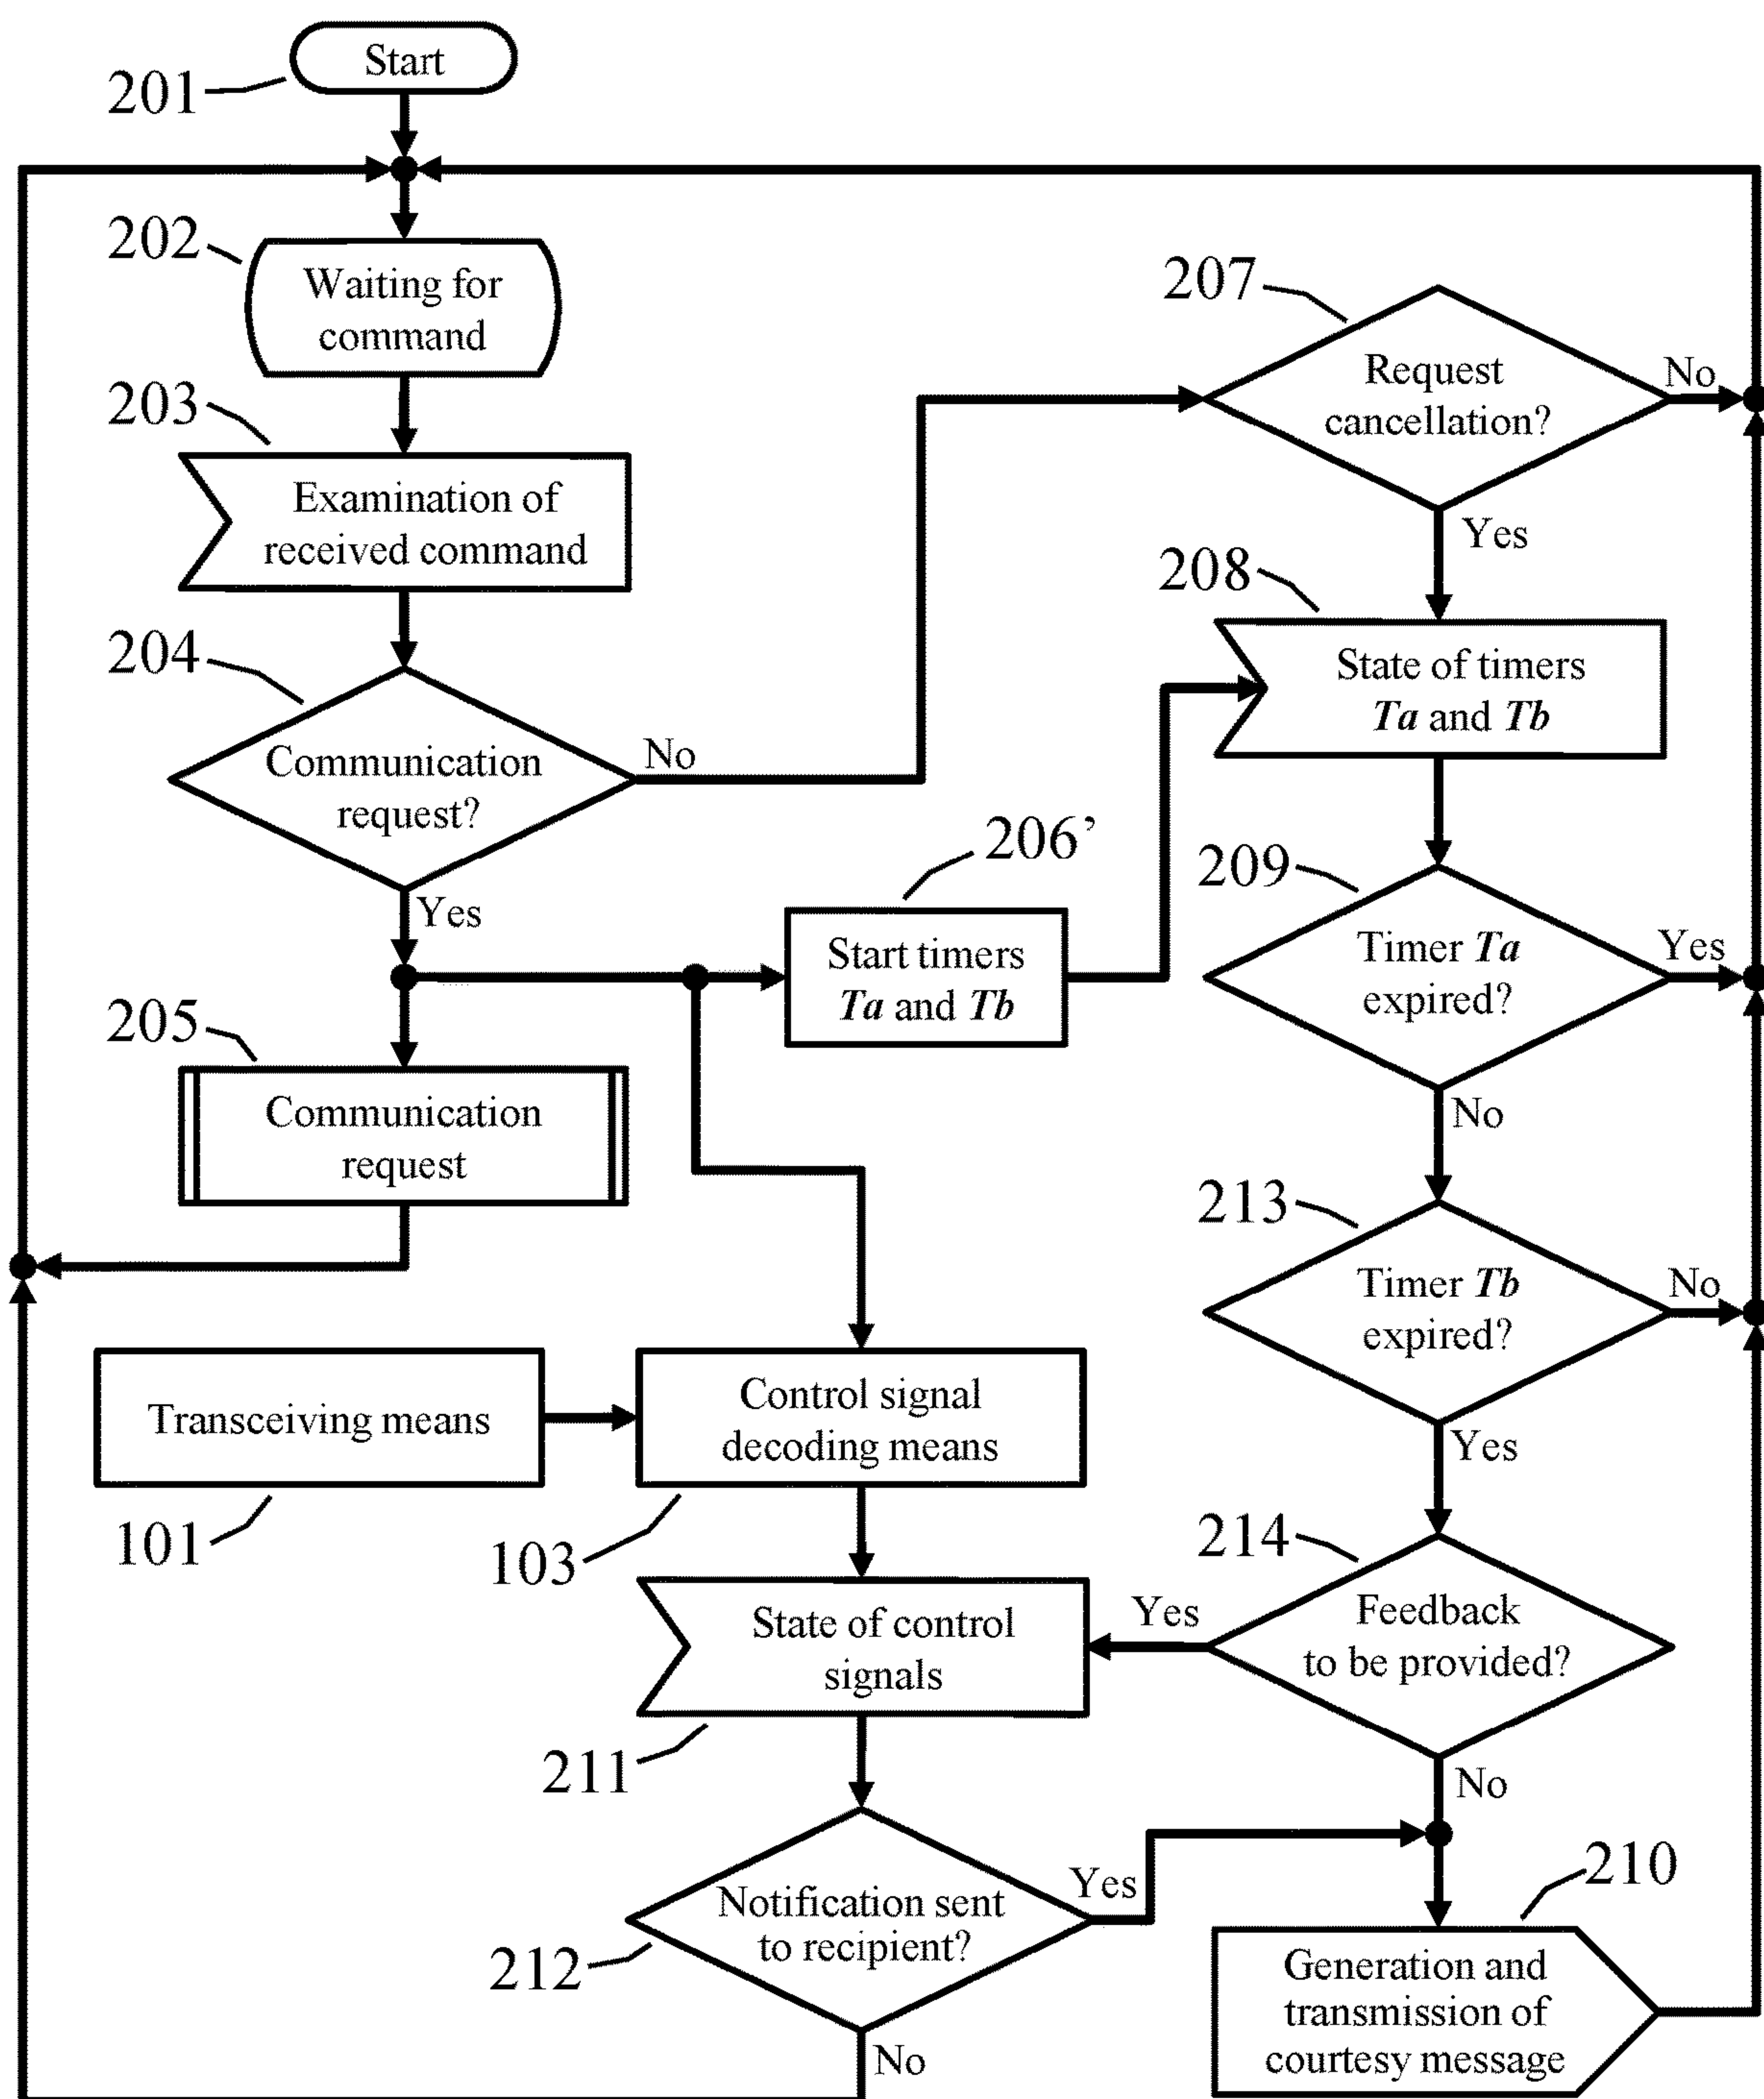 Start
201
202
Waiting for
command
207
Request
cancellation?
No
Yes
203
Examination of
received command
208
State of timers
Ta and Tb
204
Communication
request?
No
Yes
206’
Start timers
Ta and Tb
209
Timer Ta
expired?
Yes
No
205
Communication
request
213
Timer Tb
expired?
No
Yes
Transceiving means
101
Control signal
decoding means
103
214
Feedback
to be provided?
Yes
No
State of control
signals
211
Notification sent
to recipient?
212
Yes
No
210
Generation and
transmission of
courtesy message